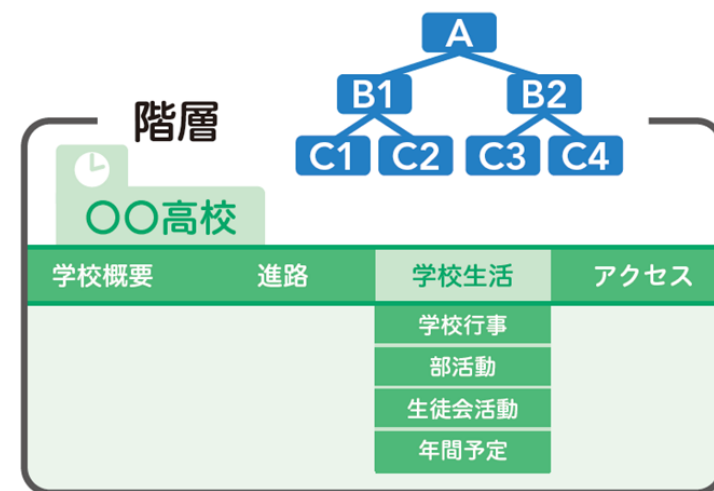 A
B1 B2
階層
C1 C2 C3 C4
〇〇高校
学校概要 進路 学校生活 アクセス
学校行事
部活動
生徒会活動
年間予定